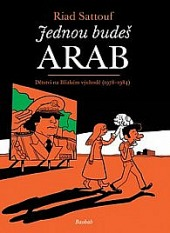 Riad Sattouf
Jednou budeš
ARAB
Dětství na Blízkém východě (1978–1984)
Baobab